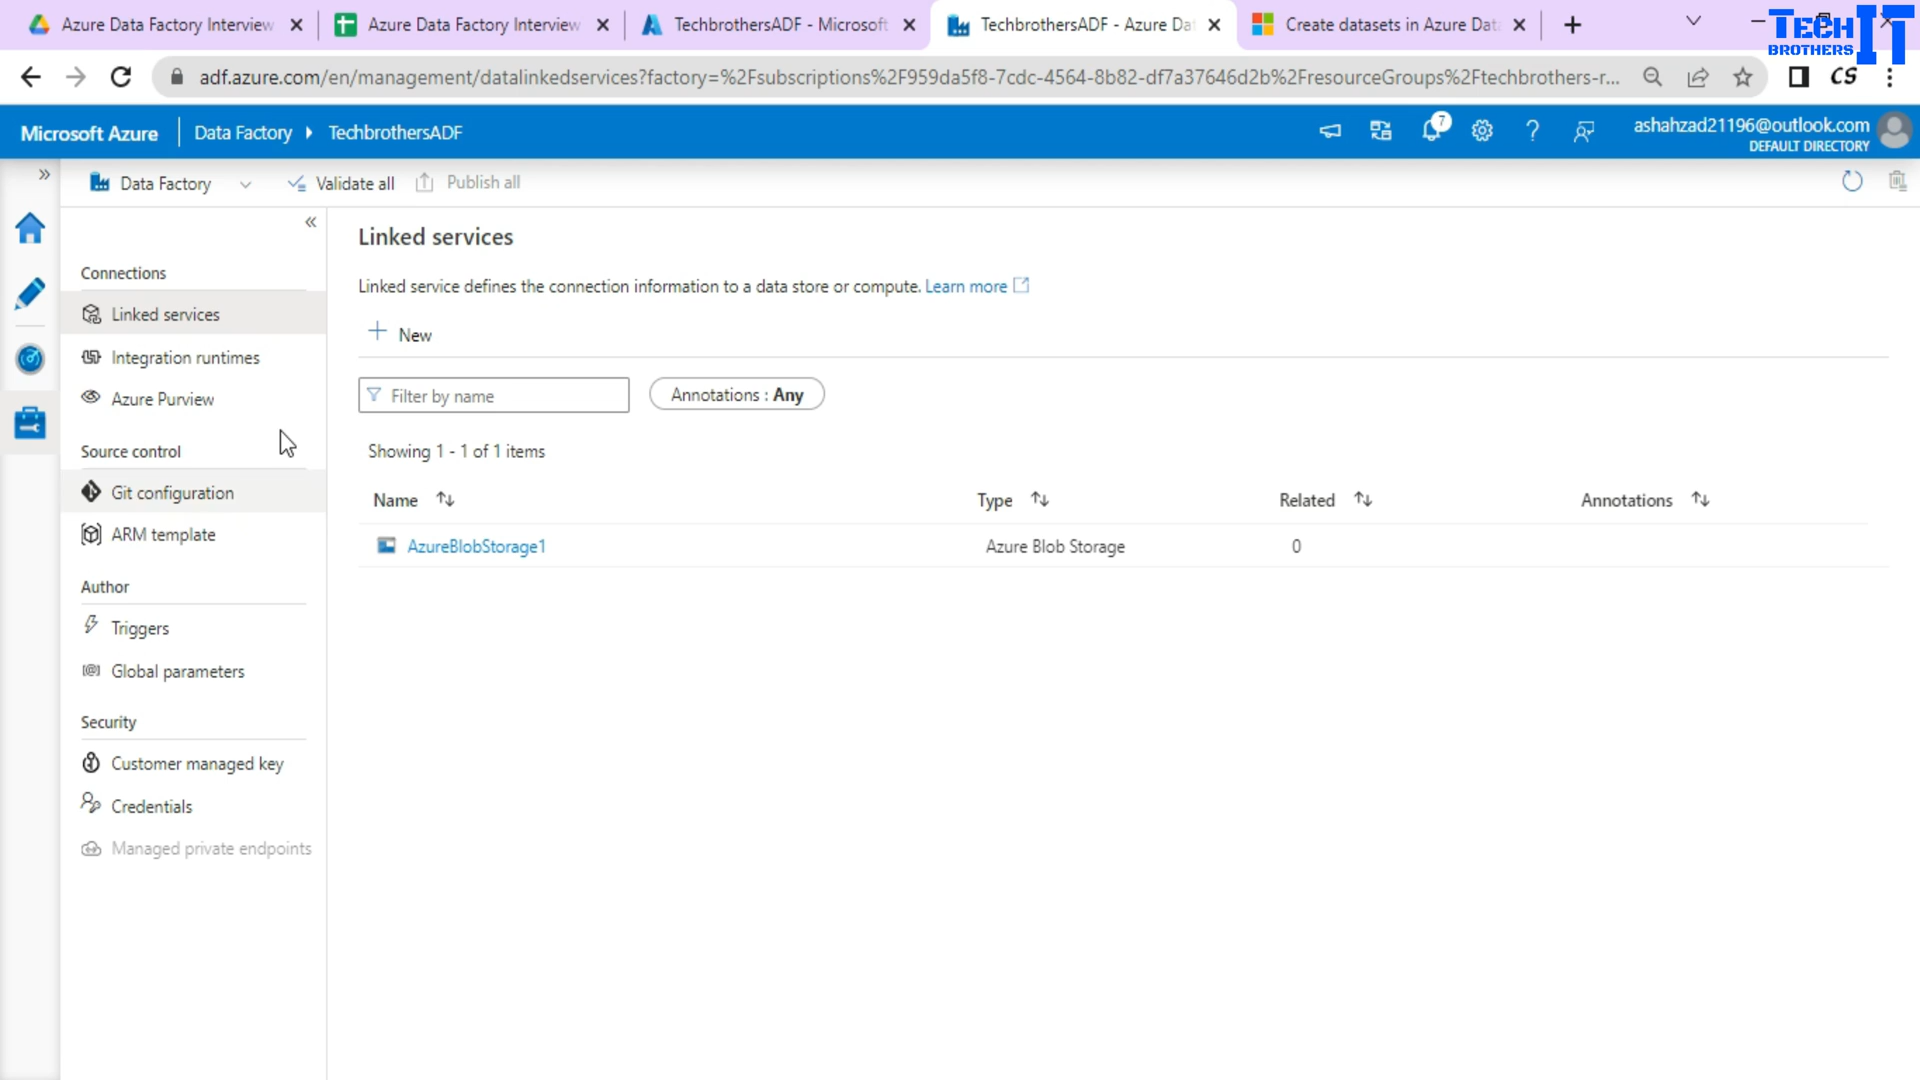 Azure Data Factory Interview
Azure Data Factory Interview
TechbrothersADF - Microsoft
TechbrothersADF - Azure Da
Create datasets in Azure Dat
TECH IT
BROTHERS
adf.azure.com/en/management/datalinkedservices?factory=%2Fsubscriptions%2F959da5f8-7cdc-4564-8b82-df7a37646d2b%2FresourceGroups%2Ftechbrothers-r...
CS
Microsoft Azure
Data Factory
TechbrothersADF
7
ashahzad21196@outlook.com
DEFAULT DIRECTORY
Data Factory
Validate all
Publish all
Connections
Linked services
Integration runtimes
Azure Purview
Source control
Git configuration
ARM template
Author
Triggers
Global parameters
Security
Customer managed key
Credentials
Managed private endpoints
Linked services
Linked service defines the connection information to a data store or compute. Learn more
New
Filter by name
Annotations : Any
Showing 1 - 1 of 1 items
Name Type Related Annotations
AzureBlobStorage1 Azure Blob Storage 0